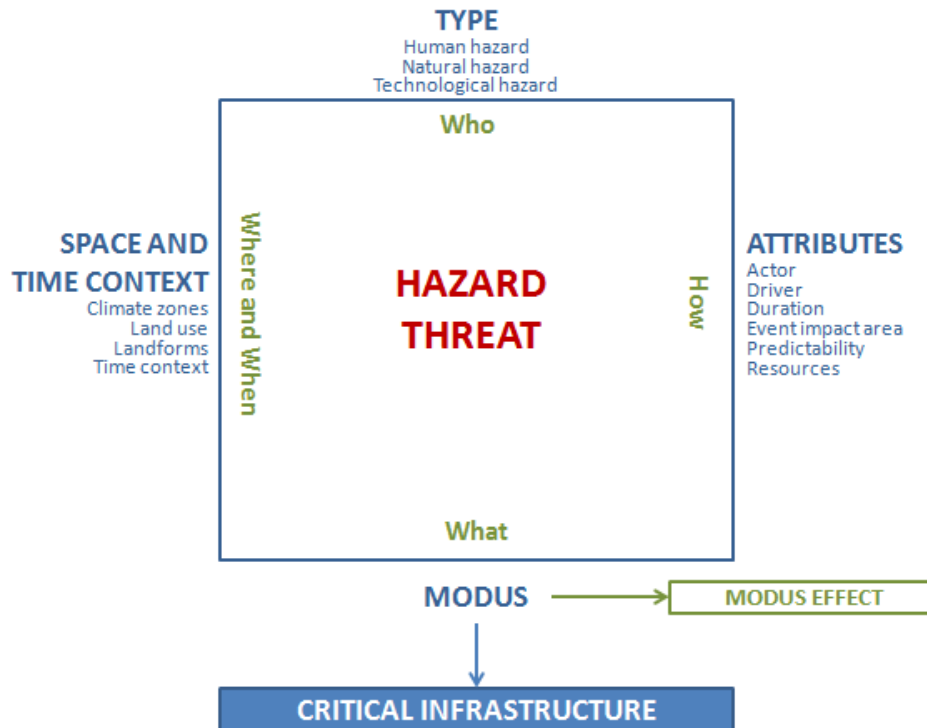 TYPE
Human hazard
Natural hazard
Technological hazard
Who
SPACE AND
TIME CONTEXT
Climate zones
Land use
Landforms
Time context
Where and When
HAZARD
THREAT
How
ATTRIBUTES
Actor
Driver
Duration
Event impact area
Predictability
Resources
What
MODUS
MODUS EFFECT
CRITICAL INFRASTRUCTURE